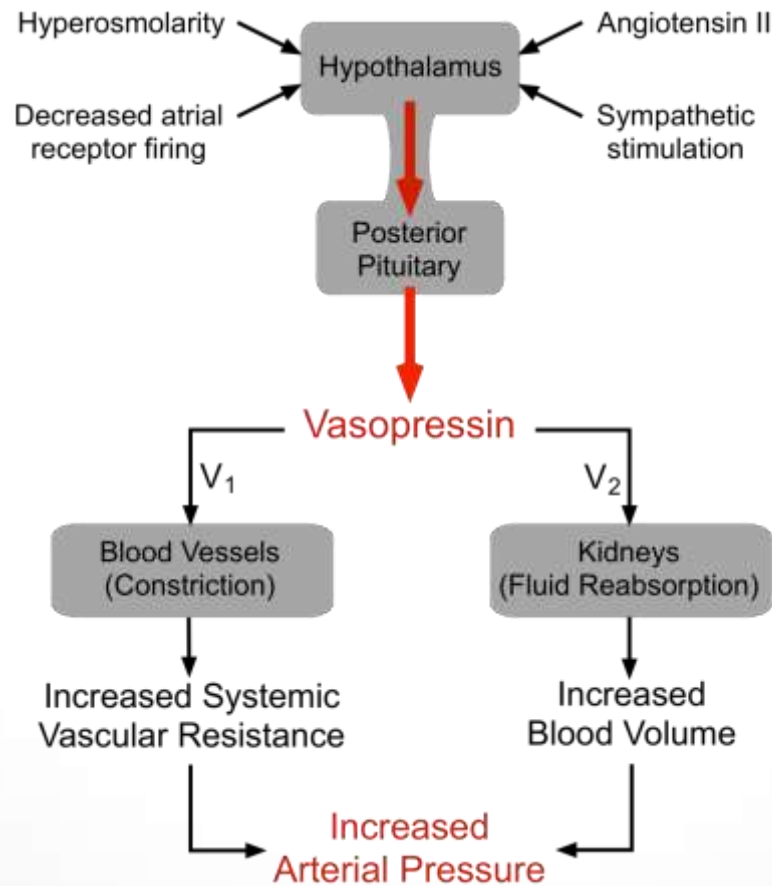 Hyperosmolarity
Angiotensin II
Hypothalamus
Decreased atrial
receptor firing
Sympathetic
stimulation
Posterior
Pituitary
Vasopressin
V₁
V₂
Blood Vessels
(Constriction)
Kidneys
(Fluid Reabsorption)
Increased Systemic
Vascular Resistance
Increased
Blood Volume
Increased
Arterial Pressure